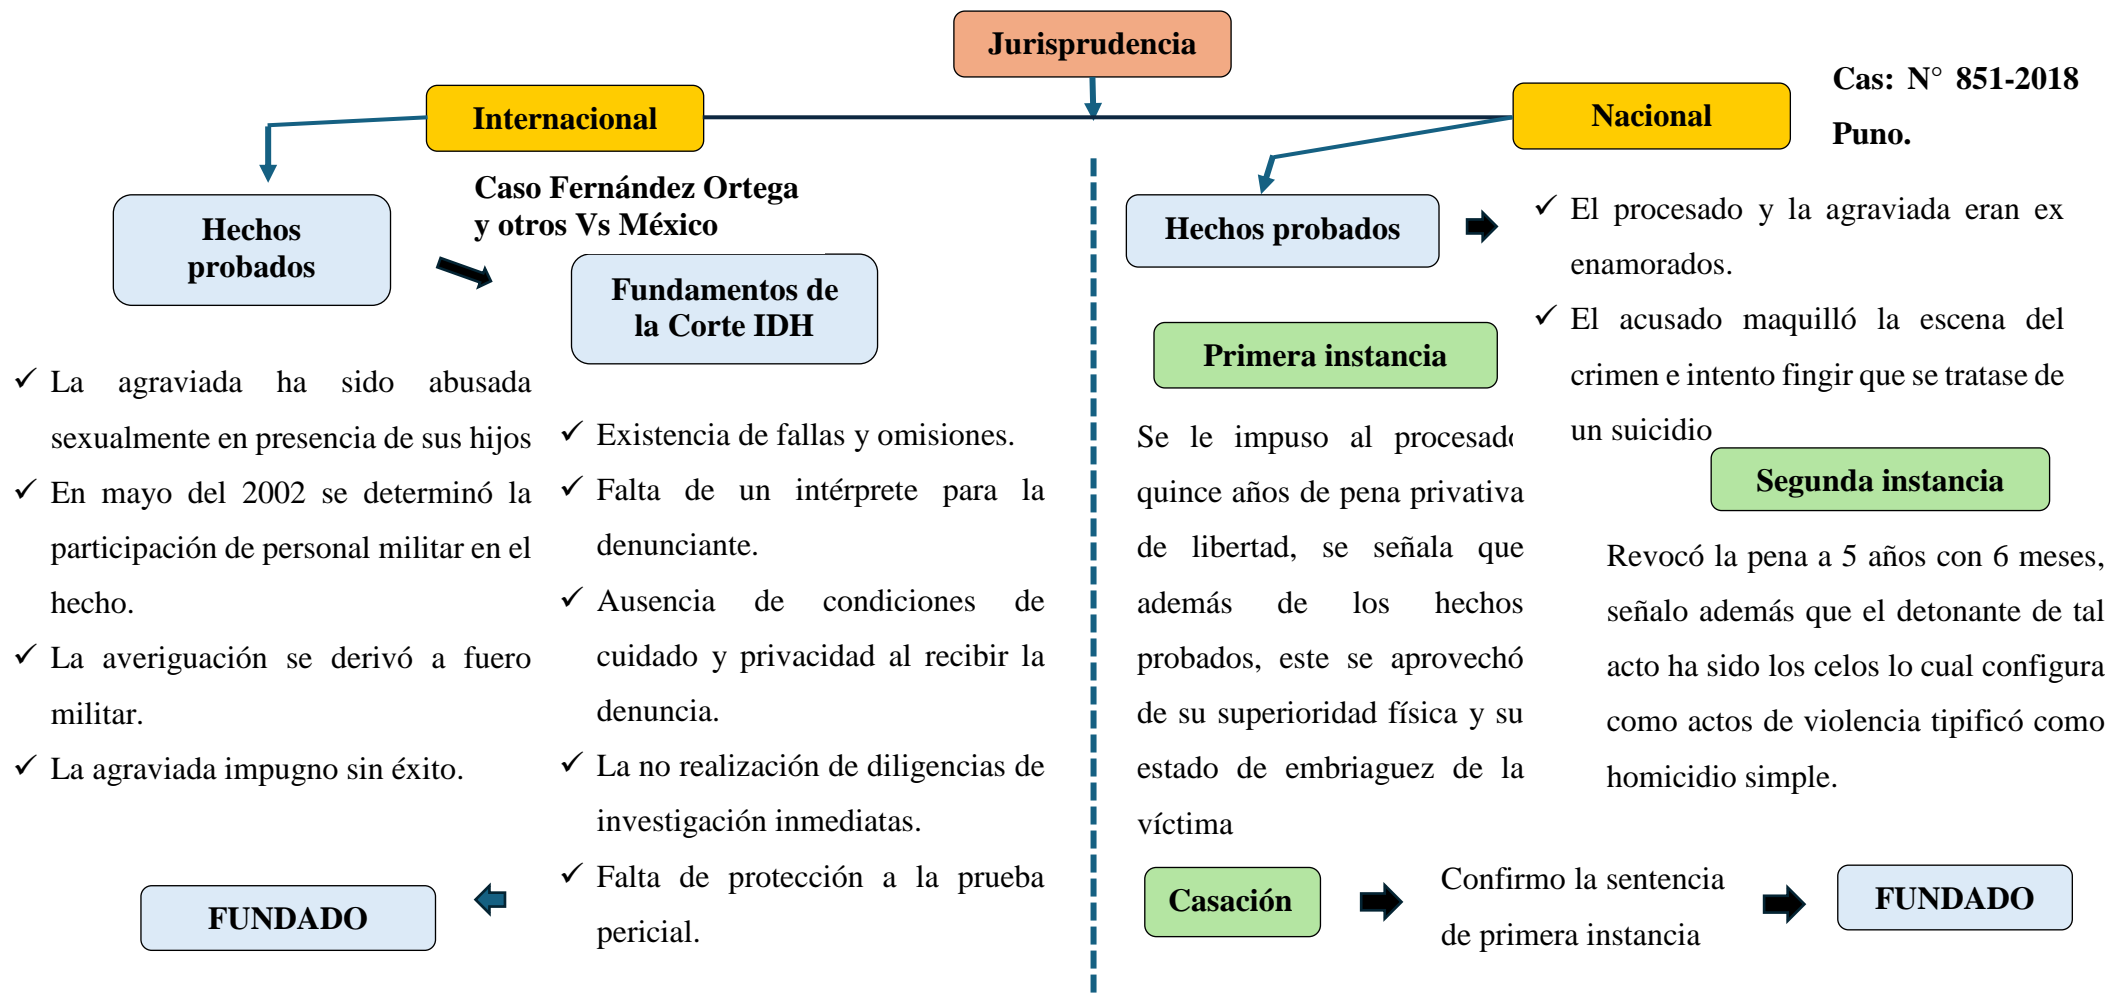 Jurisprudencia
Internacional
Caso Fernández Ortega
y otros Vs México
Hechos
probados
Fundamentos de
la Corte IDH
✓ La agraviada ha sido abusada
sexualmente en presencia de sus hijos
✓ En mayo del 2002 se determinó la
participación de personal militar en el
hecho.
✓ La averiguación se derivó a fuero
militar.
✓ La agraviada impugno sin éxito.
✓ Existencia de fallas y omisiones.
✓ Falta de un intérprete para la
denunciante.
✓ Ausencia de condiciones de
cuidado y privacidad al recibir la
denuncia.
✓ La no realización de diligencias de
investigación inmediatas.
✓ Falta de protección a la prueba
pericial.
FUNDADO
Nacional
Cas: N° 851-2018
Puno.
Hechos probados
✓ El procesado y la agraviada eran ex
enamorados.
✓ El acusado maquilló la escena del
crimen e intento fingir que se tratase de
un suicidio
Primera instancia
Se le impuso al procesado
quince años de pena privativa
de libertad, se señala que
además de los hechos
probados, este se aprovechó
de su superioridad física y su
estado de embriaguez de la
víctima
Segunda instancia
Revocó la pena a 5 años con 6 meses,
señalo además que el detonante de tal
acto ha sido los celos lo cual configura
como actos de violencia tipificó como
homicidio simple.
Casación
Confirmo la sentencia
de primera instancia
FUNDADO